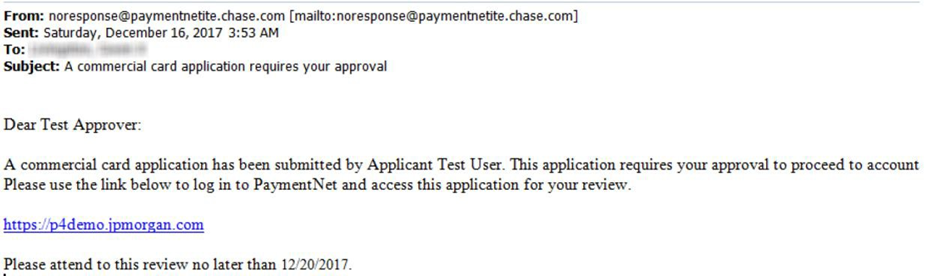 From: noresponse@paymentnetite.chase.com [mailto:noresponse@paymentnetite.chase.com]
Sent: Saturday, December 16, 2017 3:53 AM
To:
Subject: A commercial card application requires your approval
Dear Test Approver:
A commercial card application has been submitted by Applicant Test User. This application requires your approval to proceed to account
Please use the link below to log in to PaymentNet and access this application for your review.
https://p4demo.jpmorgan.com
Please attend to this review no later than 12/20/2017.